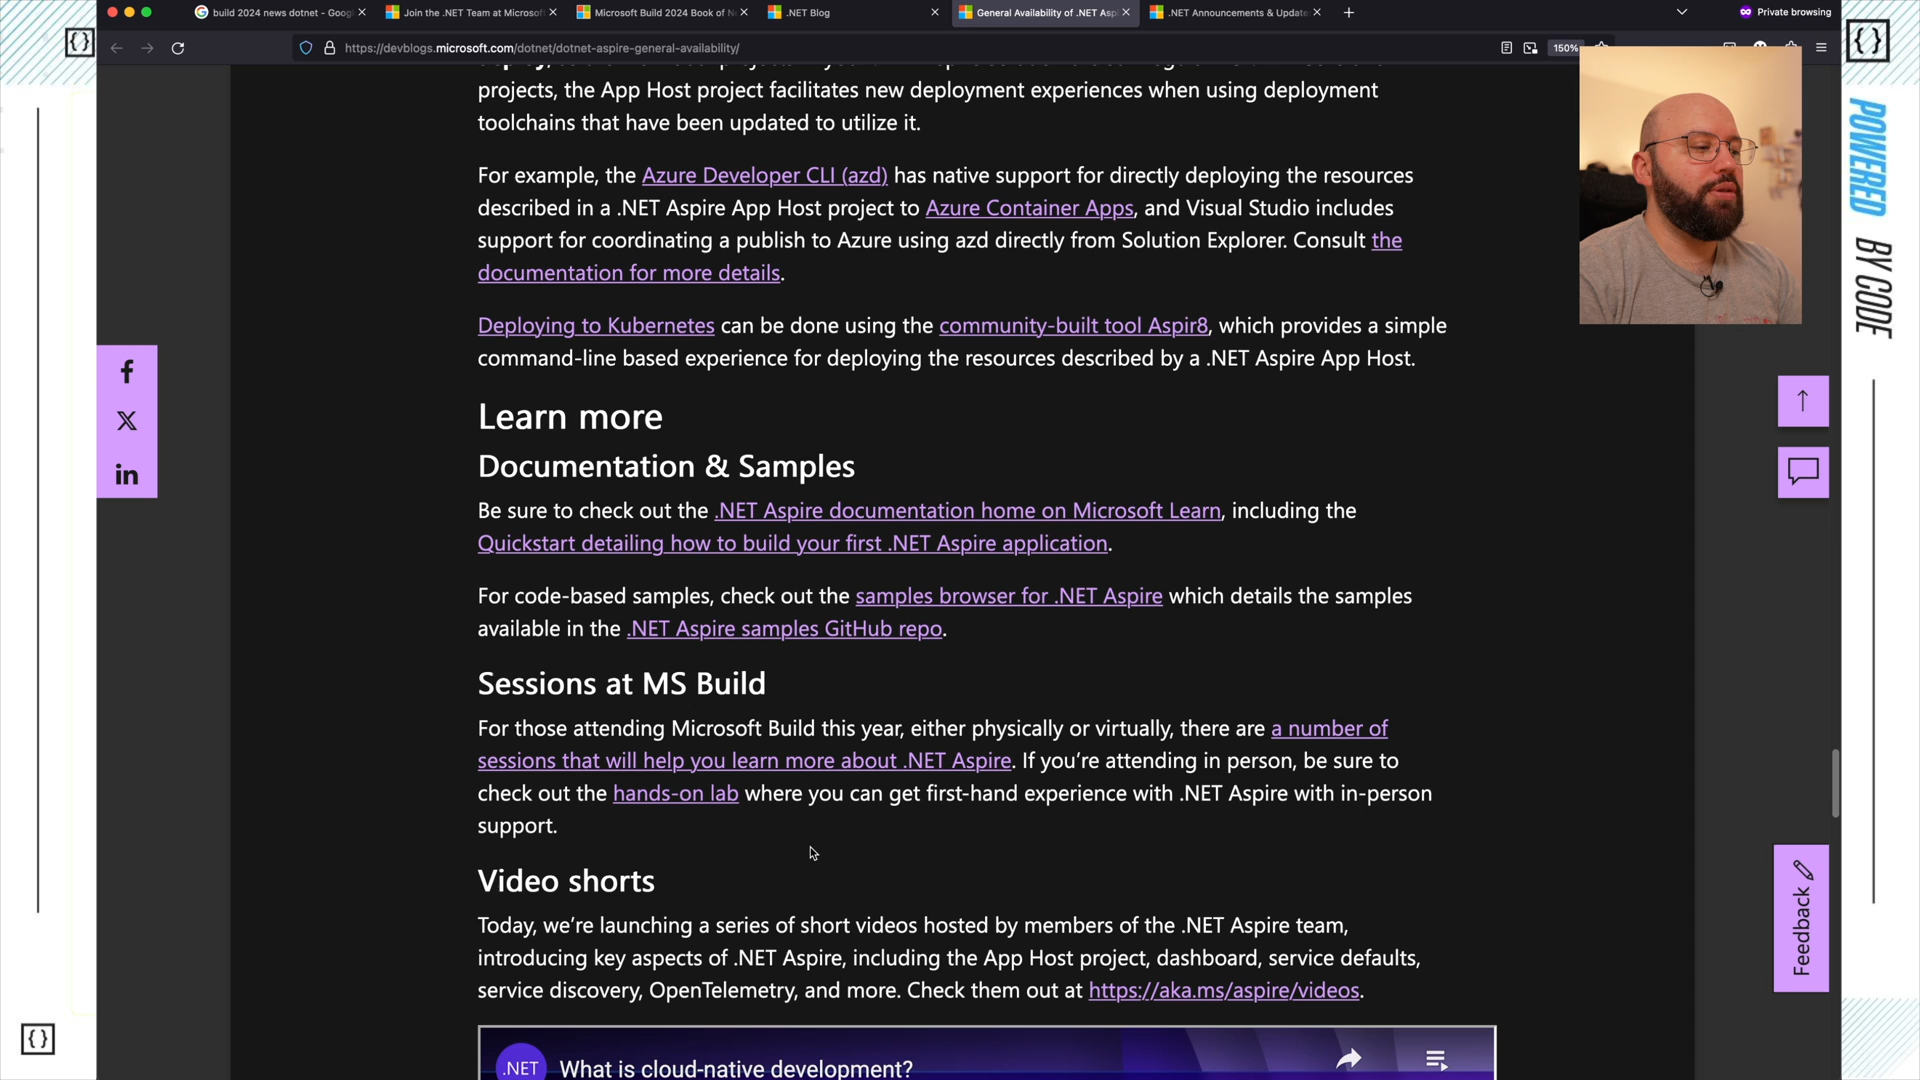 build 2024 news dotnet - Goog
Join the .NET Team at Microsof
Microsoft Build 2024 Book of N
.NET Blog
General Availability of .NET Asp
.NET Announcements & Update
Private browsing
https://devblogs.microsoft.com/dotnet/dotnet-aspire-general-availability/
150%
projects, the App Host project facilitates new deployment experiences when using deployment
toolchains that have been updated to utilize it.
For example, the Azure Developer CLI (azd) has native support for directly deploying the resources
described in a .NET Aspire App Host project to Azure Container Apps, and Visual Studio includes
support for coordinating a publish to Azure using azd directly from Solution Explorer. Consult the
documentation for more details.
Deploying to Kubernetes can be done using the community-built tool Aspir8, which provides a simple
command-line based experience for deploying the resources described by a .NET Aspire App Host.
Learn more
Documentation & Samples
Be sure to check out the .NET Aspire documentation home on Microsoft Learn, including the
Quickstart detailing how to build your first .NET Aspire application.
For code-based samples, check out the samples browser for .NET Aspire which details the samples
available in the .NET Aspire samples GitHub repo.
Sessions at MS Build
For those attending Microsoft Build this year, either physically or virtually, there are a number of
sessions that will help you learn more about .NET Aspire. If you’re attending in person, be sure to
check out the hands-on lab where you can get first-hand experience with .NET Aspire with in-person
support.
Video shorts
Today, we’re launching a series of short videos hosted by members of the .NET Aspire team,
introducing key aspects of .NET Aspire, including the App Host project, dashboard, service defaults,
service discovery, OpenTelemetry, and more. Check them out at https://aka.ms/aspire/videos.
.NET
What is cloud-native development?
Feedback
POWERED BY CODE